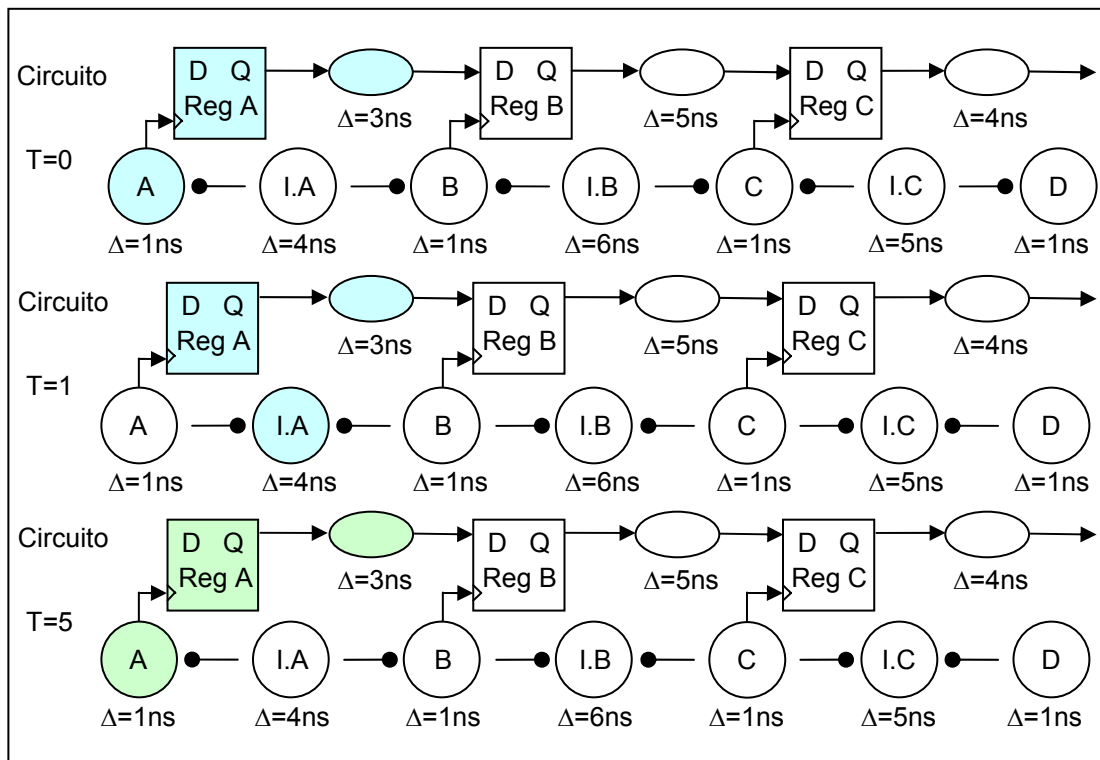 Circuito
D Q
Reg A
Δ=3ns
D Q
Reg B
Δ=5ns
D Q
Reg C
Δ=4ns
T=0
A
I.A
B
I.B
C
I.C
D
Δ=1ns
Δ=4ns
Δ=1ns
Δ=6ns
Δ=1ns
Δ=5ns
Δ=1ns
Circuito
D Q
Reg A
Δ=3ns
D Q
Reg B
Δ=5ns
D Q
Reg C
Δ=4ns
T=1
A
I.A
B
I.B
C
I.C
D
Δ=1ns
Δ=4ns
Δ=1ns
Δ=6ns
Δ=1ns
Δ=5ns
Δ=1ns
Circuito
D Q
Reg A
Δ=3ns
D Q
Reg B
Δ=5ns
D Q
Reg C
Δ=4ns
T=5
A
I.A
B
I.B
C
I.C
D
Δ=1ns
Δ=4ns
Δ=1ns
Δ=6ns
Δ=1ns
Δ=5ns
Δ=1ns